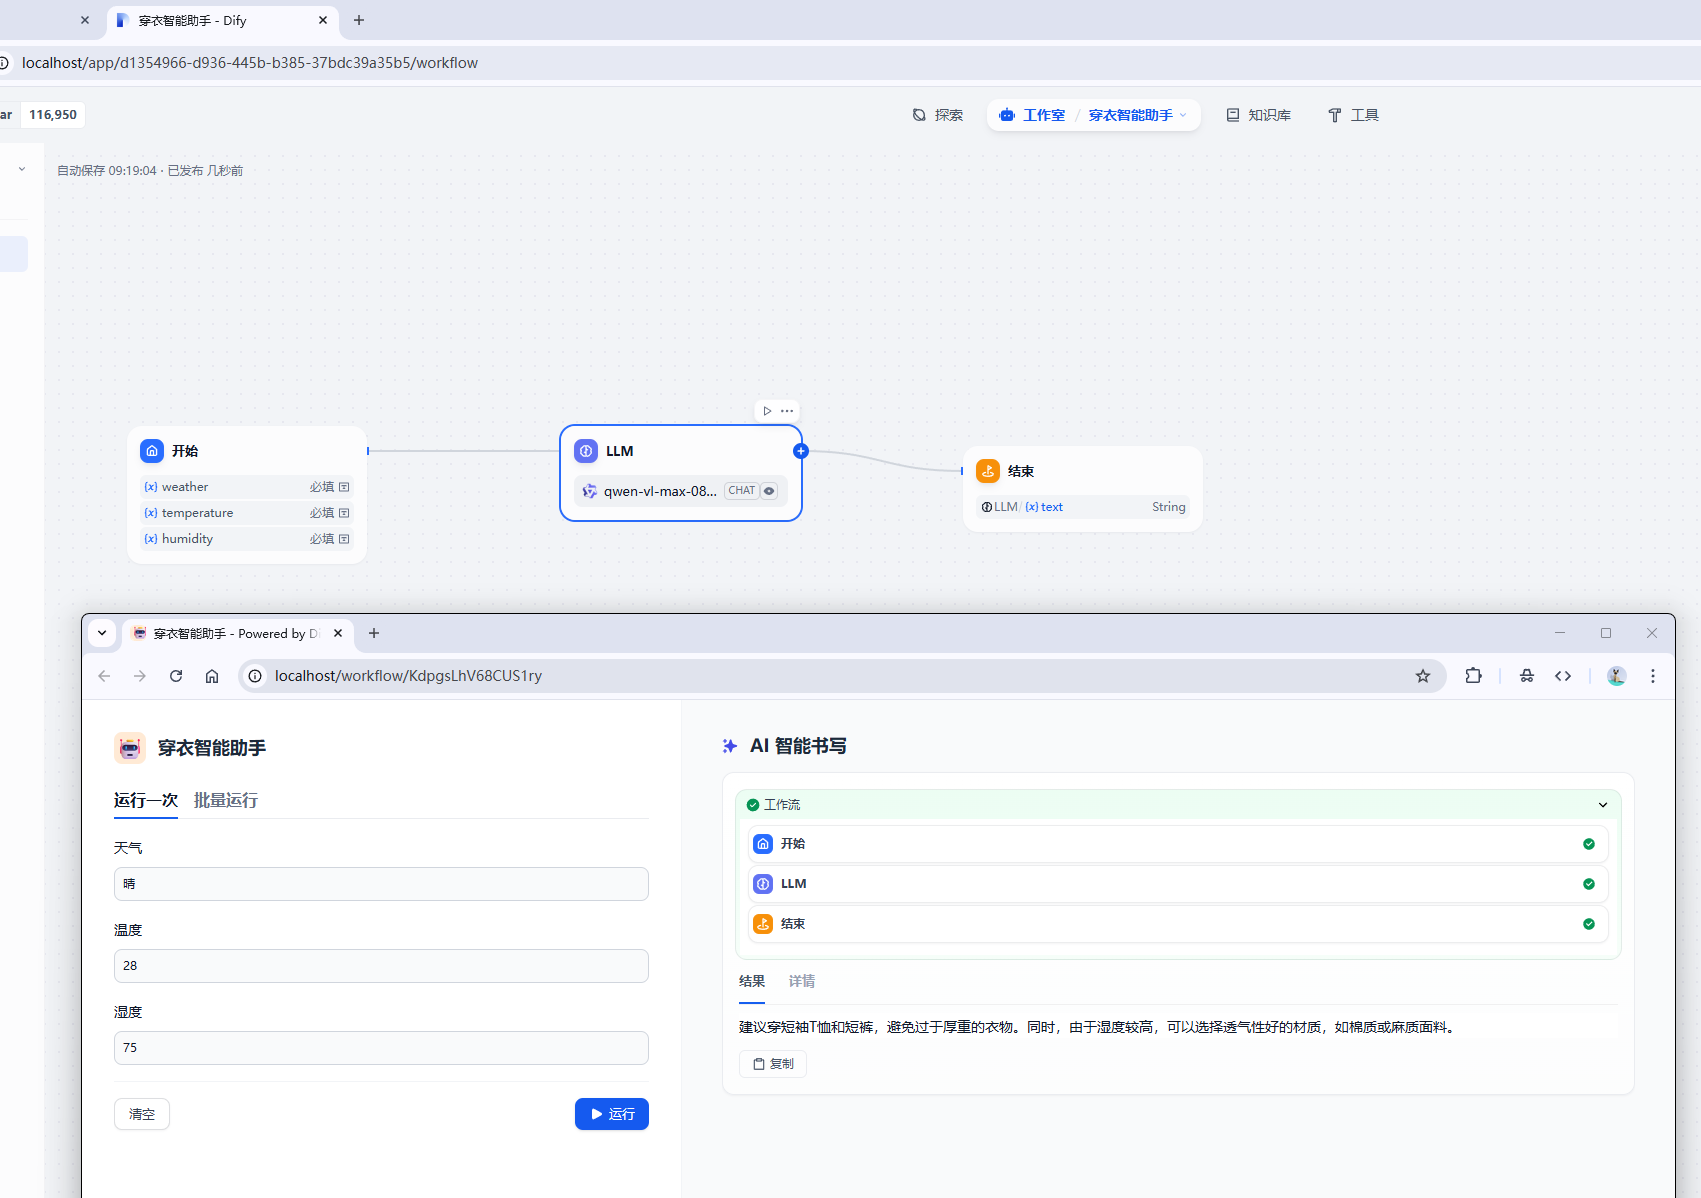 穿衣智能助手 - Dify
localhost/app/d1354966-d936-445b-b385-37bdc39a35b5/workflow
ar 116,950
探索
工作室 / 穿衣智能助手
知识库
工具
自动保存 09:19:04 · 已发布 几秒前
开始
{x} weather 必填
{x} temperature 必填
{x} humidity 必填
LLM
qwen-vl-max-08... CHAT
结束
LLM / {x} text String
穿衣智能助手 - Powered by Di
localhost/workflow/KdpgsLhV68CUS1ry
穿衣智能助手
运行一次 批量运行
天气
晴
温度
28
湿度
75
清空
运行
AI 智能书写
工作流
开始
LLM
结束
结果 详情
建议穿短袖T恤和短裤，避免过于厚重的衣物。同时，由于湿度较高，可以选择透气性好的材质，如棉质或麻质面料。
复制